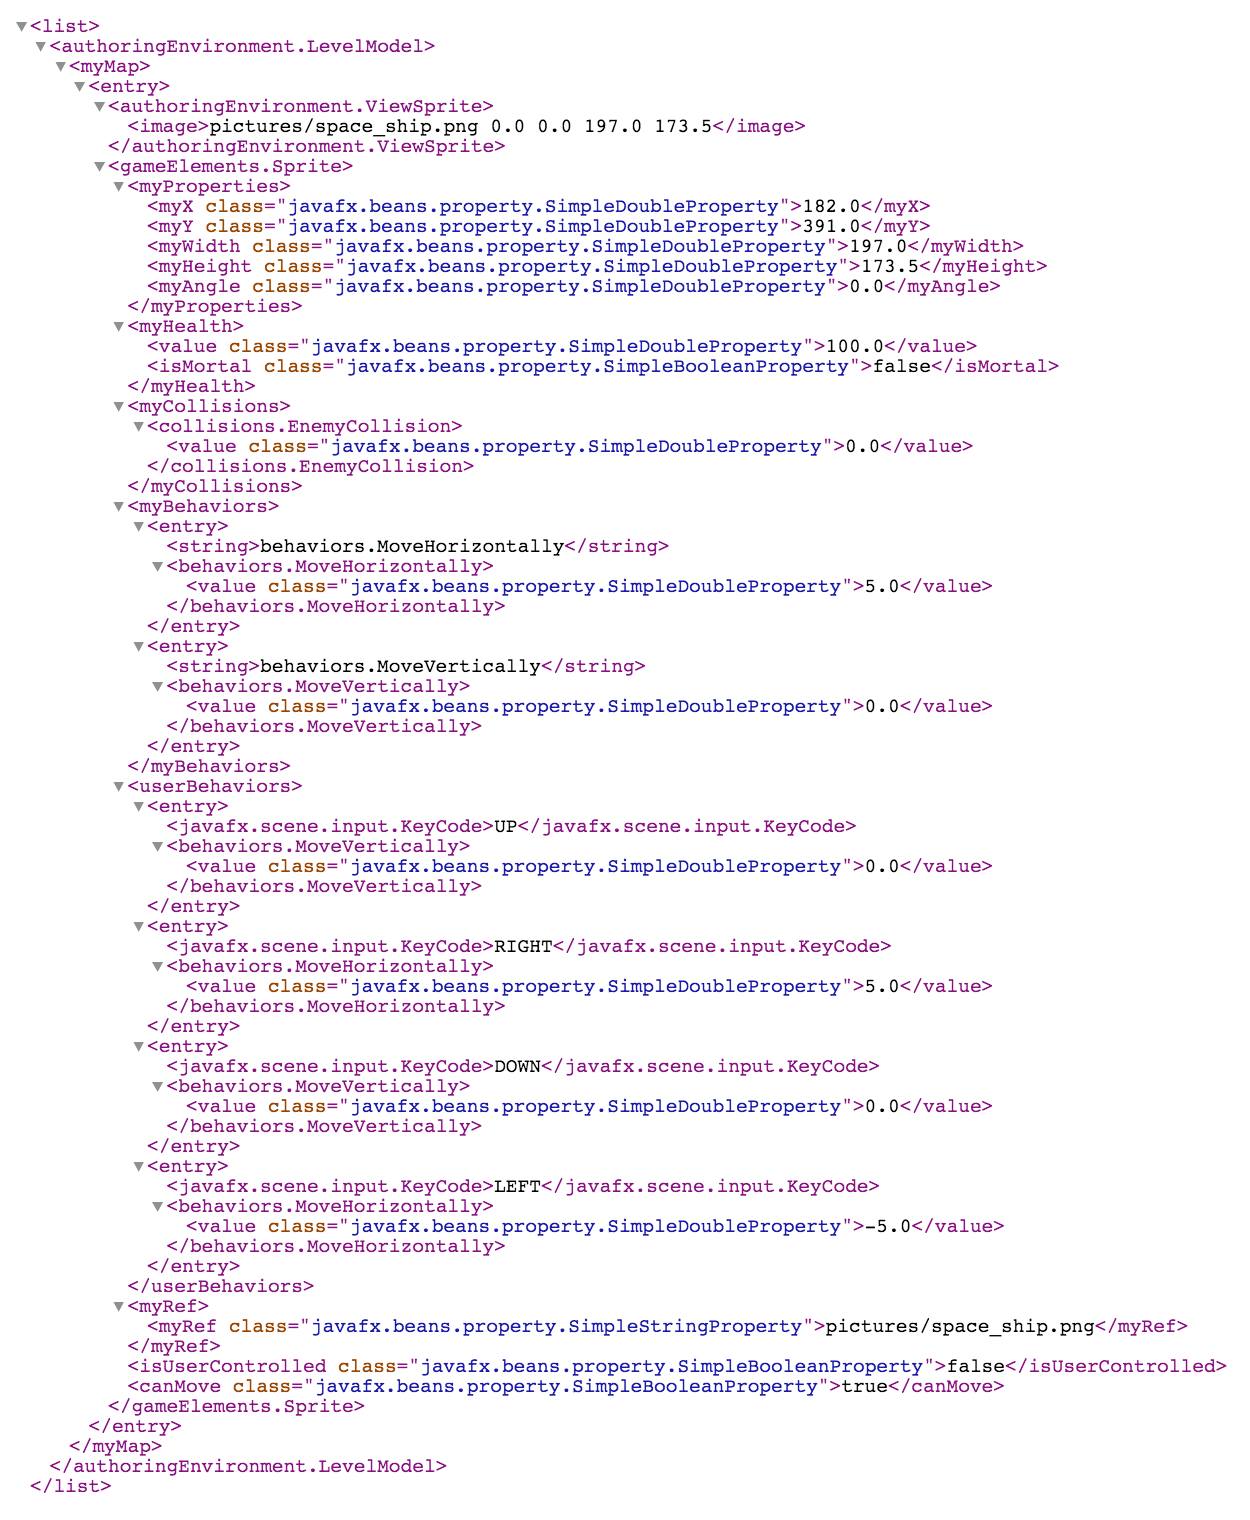 <list>
<authoringEnvironment.LevelModel>
<myMap>
<entry>
<authoringEnvironment.ViewSprite>
<image>pictures/space_ship.png 0.0 0.0 197.0 173.5</image>
</authoringEnvironment.ViewSprite>
<gameElements.Sprite>
<myProperties>
<myX class="javafx.beans.property.SimpleDoubleProperty">182.0</myX>
<myY class="javafx.beans.property.SimpleDoubleProperty">391.0</myY>
<myWidth class="javafx.beans.property.SimpleDoubleProperty">197.0</myWidth>
<myHeight class="javafx.beans.property.SimpleDoubleProperty">173.5</myHeight>
<myAngle class="javafx.beans.property.SimpleDoubleProperty">0.0</myAngle>
</myProperties>
<myHealth>
<value class="javafx.beans.property.SimpleDoubleProperty">100.0</value>
<isMortal class="javafx.beans.property.SimpleBooleanProperty">false</isMortal>
</myHealth>
<myCollisions>
<collisions.EnemyCollision>
<value class="javafx.beans.property.SimpleDoubleProperty">0.0</value>
</collisions.EnemyCollision>
</myCollisions>
<myBehaviors>
<entry>
<string>behaviors.MoveHorizontally</string>
<behaviors.MoveHorizontally>
<value class="javafx.beans.property.SimpleDoubleProperty">5.0</value>
</behaviors.MoveHorizontally>
</entry>
<entry>
<string>behaviors.MoveVertically</string>
<behaviors.MoveVertically>
<value class="javafx.beans.property.SimpleDoubleProperty">0.0</value>
</behaviors.MoveVertically>
</entry>
</myBehaviors>
<userBehaviors>
<entry>
<javafx.scene.input.KeyCode>UP</javafx.scene.input.KeyCode>
<behaviors.MoveVertically>
<value class="javafx.beans.property.SimpleDoubleProperty">0.0</value>
</behaviors.MoveVertically>
</entry>
<entry>
<javafx.scene.input.KeyCode>RIGHT</javafx.scene.input.KeyCode>
<behaviors.MoveHorizontally>
<value class="javafx.beans.property.SimpleDoubleProperty">5.0</value>
</behaviors.MoveHorizontally>
</entry>
<entry>
<javafx.scene.input.KeyCode>DOWN</javafx.scene.input.KeyCode>
<behaviors.MoveVertically>
<value class="javafx.beans.property.SimpleDoubleProperty">0.0</value>
</behaviors.MoveVertically>
</entry>
<entry>
<javafx.scene.input.KeyCode>LEFT</javafx.scene.input.KeyCode>
<behaviors.MoveHorizontally>
<value class="javafx.beans.property.SimpleDoubleProperty">-5.0</value>
</behaviors.MoveHorizontally>
</entry>
</userBehaviors>
<myRef>
<myRef class="javafx.beans.property.SimpleStringProperty">pictures/space_ship.png</myRef>
</myRef>
<isUserControlled class="javafx.beans.property.SimpleBooleanProperty">false</isUserControlled>
<canMove class="javafx.beans.property.SimpleBooleanProperty">true</canMove>
</gameElements.Sprite>
</entry>
</myMap>
</authoringEnvironment.LevelModel>
</list>